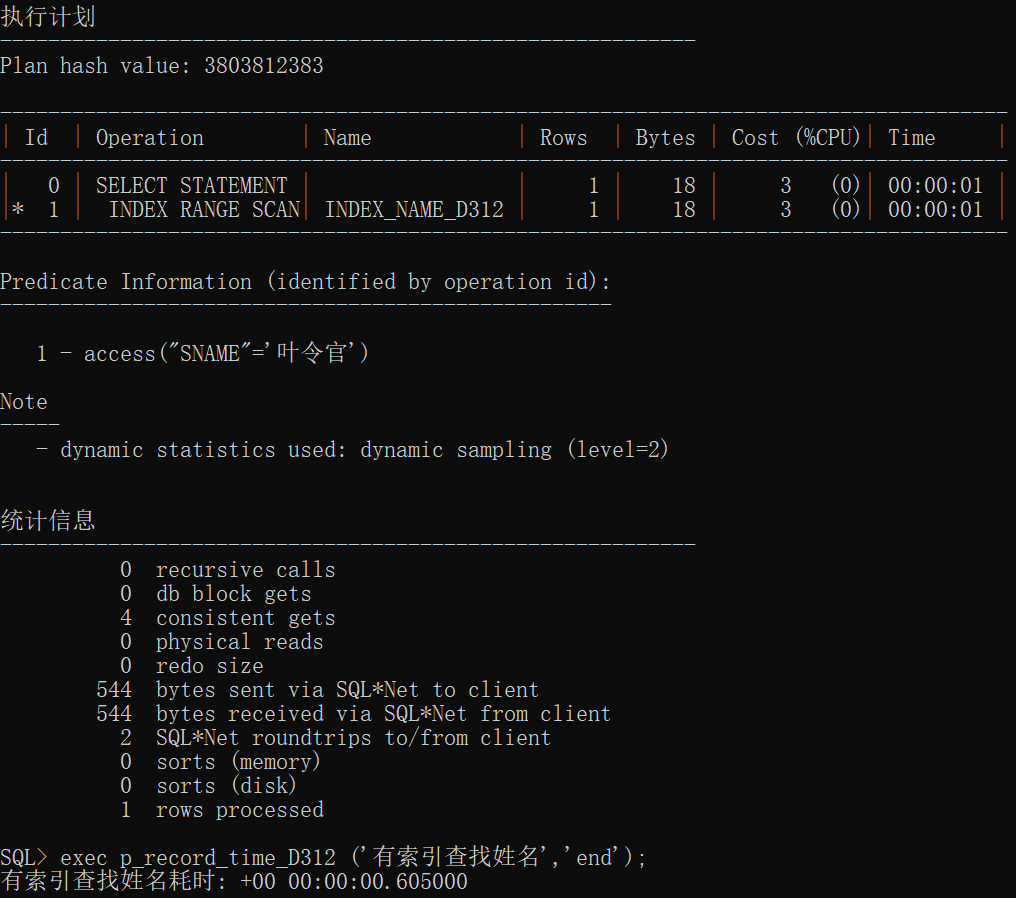 执行计划
----------------------------------------------------------
Plan hash value: 3803812383

------------------------------------------------------------------------------------
| Id  | Operation        | Name            | Rows  | Bytes | Cost (%CPU)| Time     |
------------------------------------------------------------------------------------
|   0 | SELECT STATEMENT |                 |     1 |    18 |     3   (0)| 00:00:01 |
|*  1 |  INDEX RANGE SCAN| INDEX_NAME_D312 |     1 |    18 |     3   (0)| 00:00:01 |
------------------------------------------------------------------------------------

Predicate Information (identified by operation id):
---------------------------------------------------

   1 - access("SNAME"='叶令官')

Note
-----
   - dynamic statistics used: dynamic sampling (level=2)

统计信息
----------------------------------------------------------
          0  recursive calls
          0  db block gets
          4  consistent gets
          0  physical reads
          0  redo size
        544  bytes sent via SQL*Net to client
        544  bytes received via SQL*Net from client
          2  SQL*Net roundtrips to/from client
          0  sorts (memory)
          0  sorts (disk)
          1  rows processed

SQL> exec p_record_time_D312 ('有索引查找姓名','end');
有索引查找姓名耗时: +00 00:00:00.605000